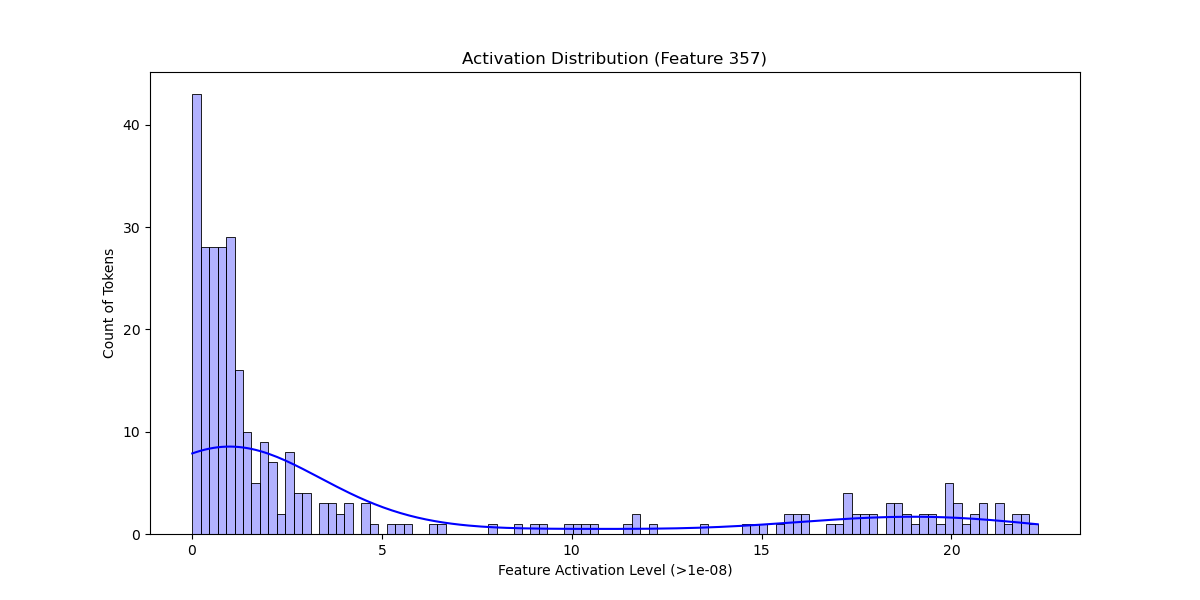 Activation Distribution (Feature 357)
Count of Tokens
40
30
20
10
0
0 5 10 15 20
Feature Activation Level (>1e-08)